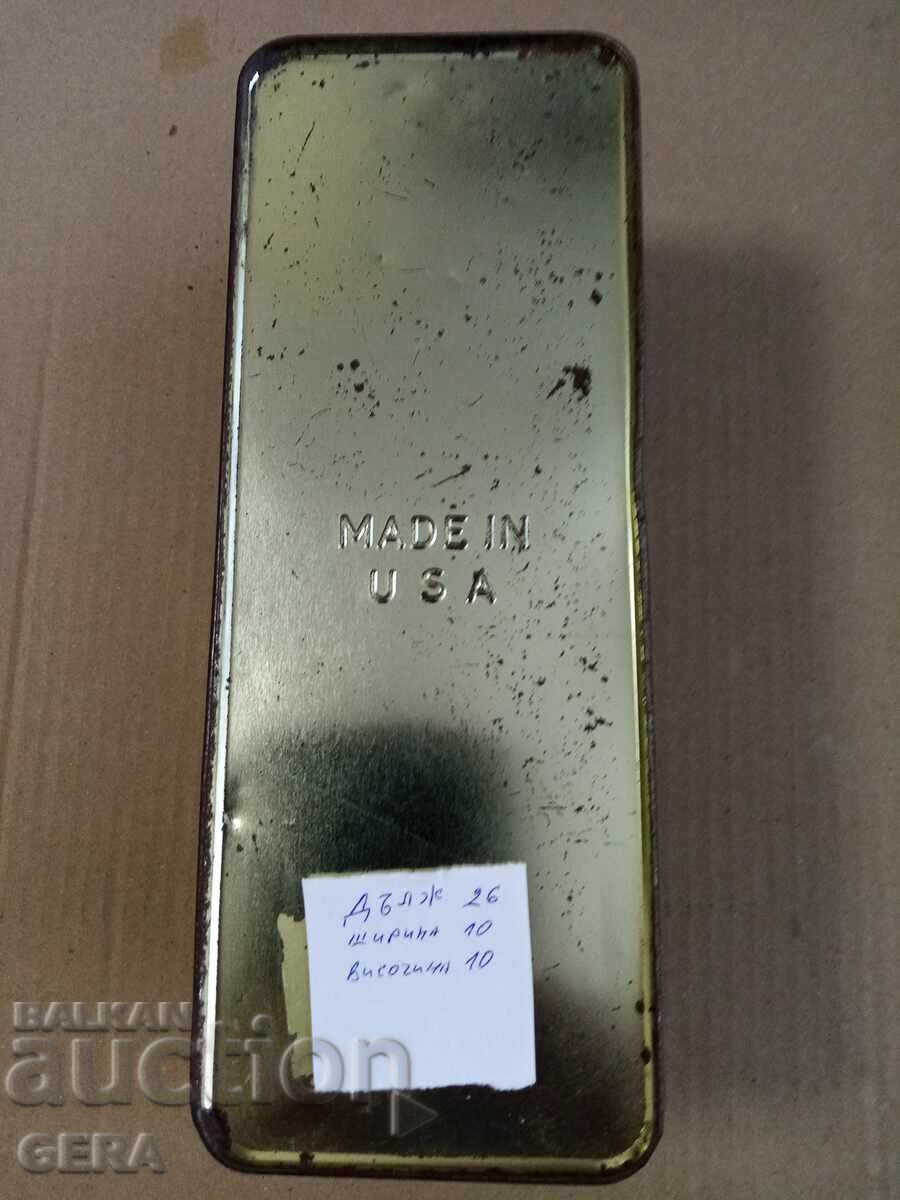 MADE IN
USA
Дълж 26
ширина 10
височина 10
BALKAN
auction
GERA